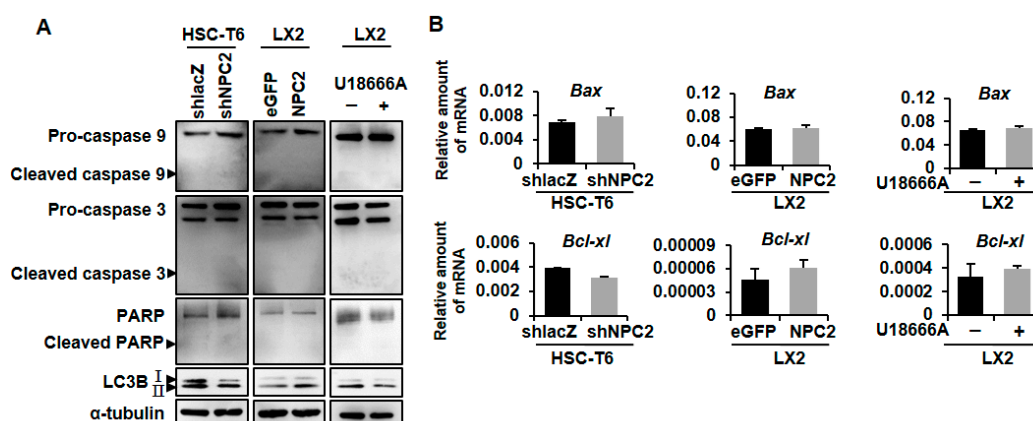 A
HSC-T6 LX2 LX2
shlacZ shNPC2 eGFP NPC2 U18666A
– +
Pro-caspase 9
Cleaved caspase 9
Pro-caspase 3
Cleaved caspase 3
PARP
Cleaved PARP
LC3B I
II
α-tubulin
B
Relative amount of mRNA
Bax
0.012
0.008
0.004
0
shlacZ shNPC2
HSC-T6
Bax
0.12
0.08
0.04
0
eGFP NPC2
LX2
Bax
0.12
0.08
0.04
0
U18666A – +
LX2
Relative amount of mRNA
Bcl-xl
0.006
0.004
0.002
0
shlacZ shNPC2
HSC-T6
Bcl-xl
0.00009
0.00006
0.00003
0
eGFP NPC2
LX2
Bcl-xl
0.0006
0.0004
0.0002
0
U18666A – +
LX2